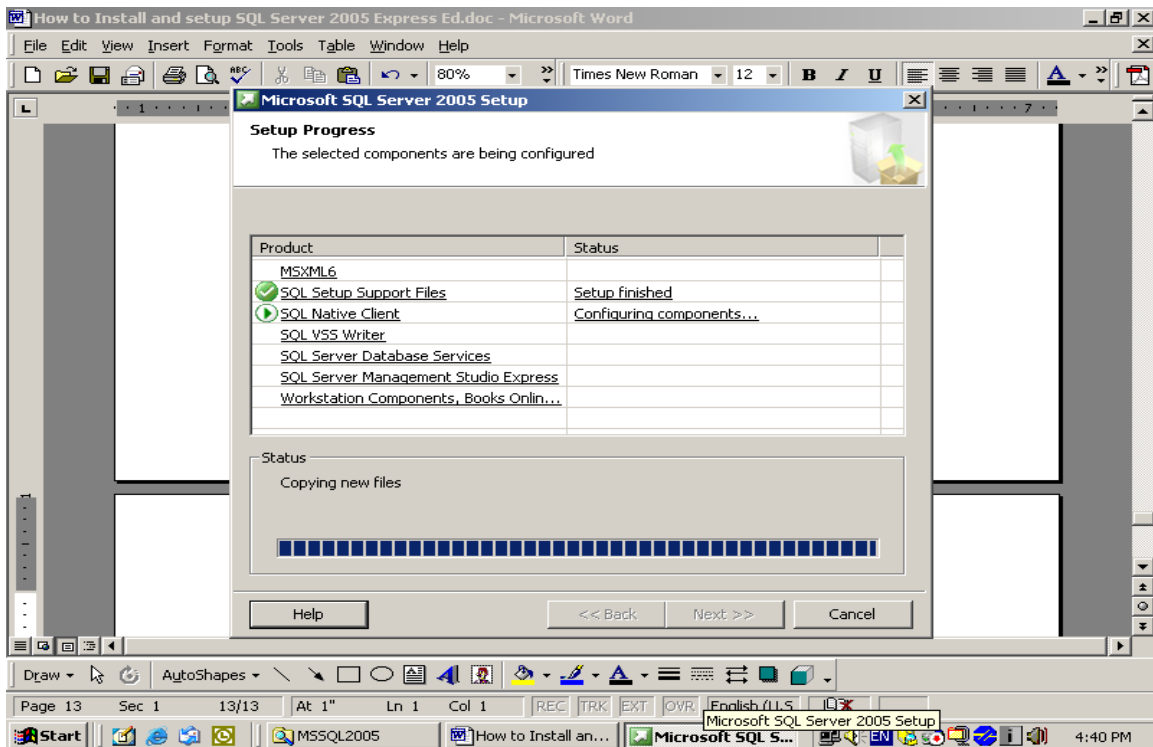 How to Install and setup SQL Server 2005 Express Ed.doc - Microsoft Word
File Edit View Insert Format Tools Table Window Help
ABC 80% Times New Roman 12 B I U A
1 1 7
Microsoft SQL Server 2005 Setup
Setup Progress
The selected components are being configured
Product Status
MSXML6
SQL Setup Support Files Setup finished
SQL Native Client Configuring components...
SQL VSS Writer
SQL Server Database Services
SQL Server Management Studio Express
Workstation Components, Books Onlin...
Status
Copying new files
Help << Back Next >> Cancel
Draw AutoShapes A A
Page 13 Sec 1 13/13 At 1" Ln 1 Col 1 REC TRK EXT OVR English (U.S
Microsoft SQL Server 2005 Setup
Start MSSQL2005 How to Install an... Microsoft SQL S... EN 4:40 PM